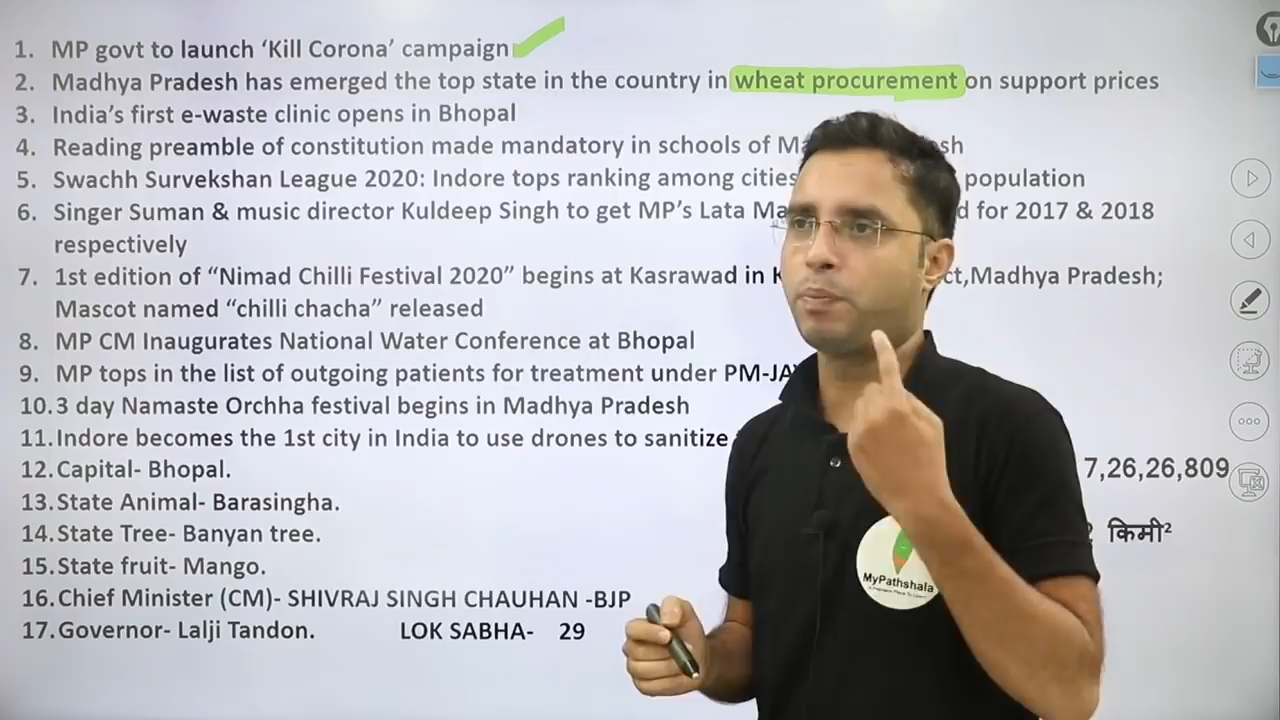 1. MP govt to launch ‘Kill Corona’ campaign
2. Madhya Pradesh has emerged the top state in the country in wheat procurement on support prices
3. India’s first e-waste clinic opens in Bhopal
4. Reading preamble of constitution made mandatory in schools of
5. Swachh Survekshan League 2020: Indore tops ranking among cities population
6. Singer Suman & music director Kuldeep Singh to get MP’s Lata for 2017 & 2018
respectively
7. 1st edition of “Nimad Chilli Festival 2020” begins at Kasrawad in Madhya Pradesh;
Mascot named “chilli chacha” released
8. MP CM Inaugurates National Water Conference at Bhopal
9. MP tops in the list of outgoing patients for treatment under
10. 3 day Namaste Orchha festival begins in Madhya Pradesh
11. Indore becomes the 1st city in India to use drones to sanitize
12. Capital- Bhopal. 7,26,26,809
13. State Animal- Barasingha.
14. State Tree- Banyan tree. किमी²
15. State fruit- Mango.
16. Chief Minister (CM)- SHIVRAJ SINGH CHAUHAN -BJP
17. Governor- Lalji Tandon. LOK SABHA- 29
MyPathshala